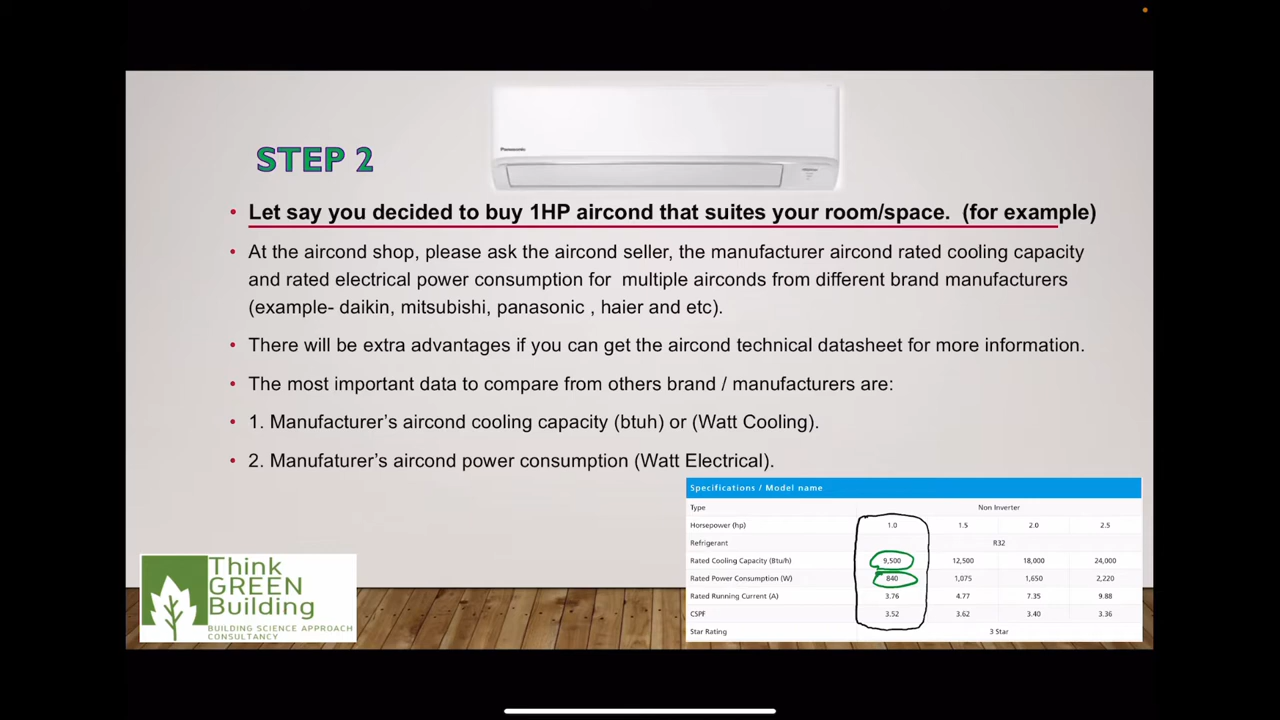 Panasonic
STEP 2
• Let say you decided to buy 1HP aircond that suites your room/space. (for example)
• At the aircond shop, please ask the aircond seller, the manufacturer aircond rated cooling capacity
and rated electrical power consumption for multiple airconds from different brand manufacturers
(example- daikin, mitsubishi, panasonic , haier and etc).
• There will be extra advantages if you can get the aircond technical datasheet for more information.
• The most important data to compare from others brand / manufacturers are:
• 1. Manufacturer's aircond cooling capacity (btuh) or (Watt Cooling).
• 2. Manufaturer's aircond power consumption (Watt Electrical).
Specifications / Model name
Type Non Inverter
Horsepower (hp) 1.0 1.5 2.0 2.5
Refrigerant R32
Rated Cooling Capacity (Btu/h) 9,500 12,500 18,000 24,000
Rated Power Consumption (W) 840 1,075 1,650 2,220
Rated Running Current (A) 3.76 4.77 7.35 9.88
CSPF 3.52 3.62 3.40 3.36
Star Rating 3 Star
Think
GREEN
Building
BUILDING SCIENCE APPROACH
CONSULTANCY